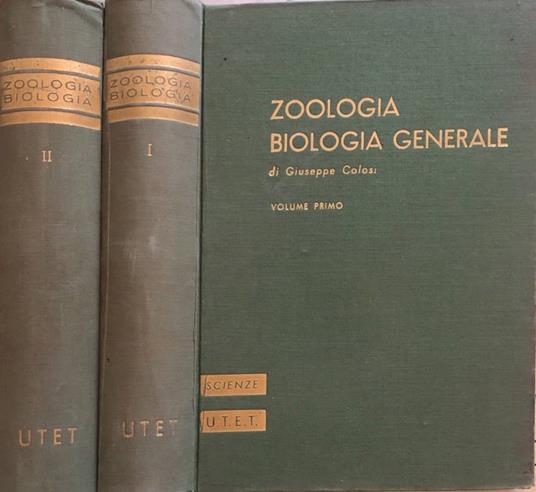 ZOOLOGIA
BIOLOGIA
II
UTET
ZOOLOGIA
BIOLOGIA
I
UTET
ZOOLOGIA
BIOLOGIA GENERALE
di Giuseppe Colosi
VOLUME PRIMO
SCIENZE
U.T.E.T.